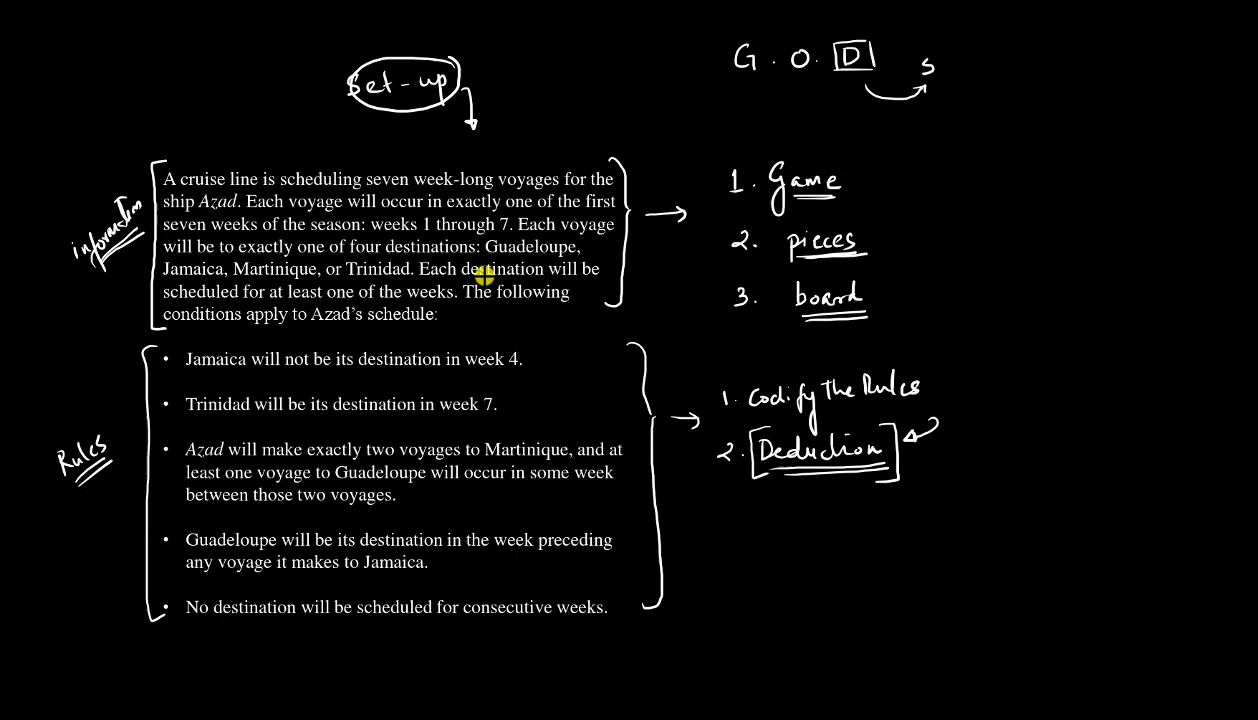 Set-up
G. O. D
S
A cruise line is scheduling seven week-long voyages for the
ship Azad. Each voyage will occur in exactly one of the first
seven weeks of the season: weeks 1 through 7. Each voyage
will be to exactly one of four destinations: Guadeloupe,
Jamaica, Martinique, or Trinidad. Each destination will be
scheduled for at least one of the weeks. The following
conditions apply to Azad's schedule:
information
1. Game
2. pieces
3. board
• Jamaica will not be its destination in week 4.
• Trinidad will be its destination in week 7.
• Azad will make exactly two voyages to Martinique, and at
least one voyage to Guadeloupe will occur in some week
between those two voyages.
• Guadeloupe will be its destination in the week preceding
any voyage it makes to Jamaica.
• No destination will be scheduled for consecutive weeks.
Rules
1. Codify the Rules
2. Deduction